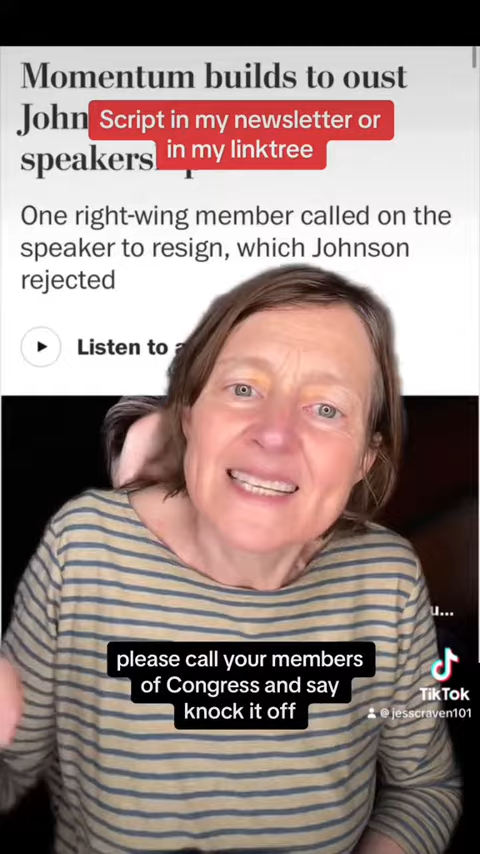 Momentum builds to oust
John
speakers
Script in my newsletter or
in my linktree
One right-wing member called on the
speaker to resign, which Johnson
rejected
Listen to a
u...
please call your members
of Congress and say
knock it off
TikTok
@jesscraven101